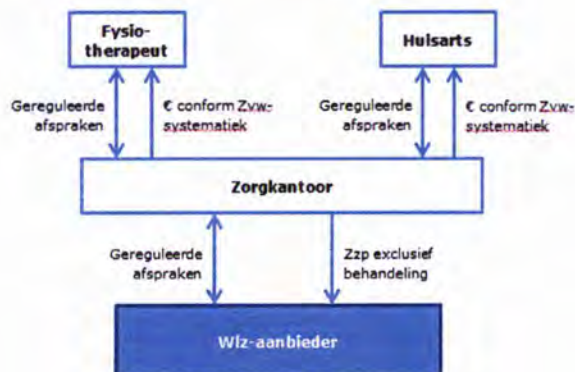 Fysio-
therapeut
Huisarts
Gereguleerde
afspraken
€ conform Zvw-
systematiek
Gereguleerde
afspraken
€ conform Zvw-
systematiek
Zorgkantoor
Gereguleerde
afspraken
Zzp exclusief
behandeling
Wlz-aanbieder